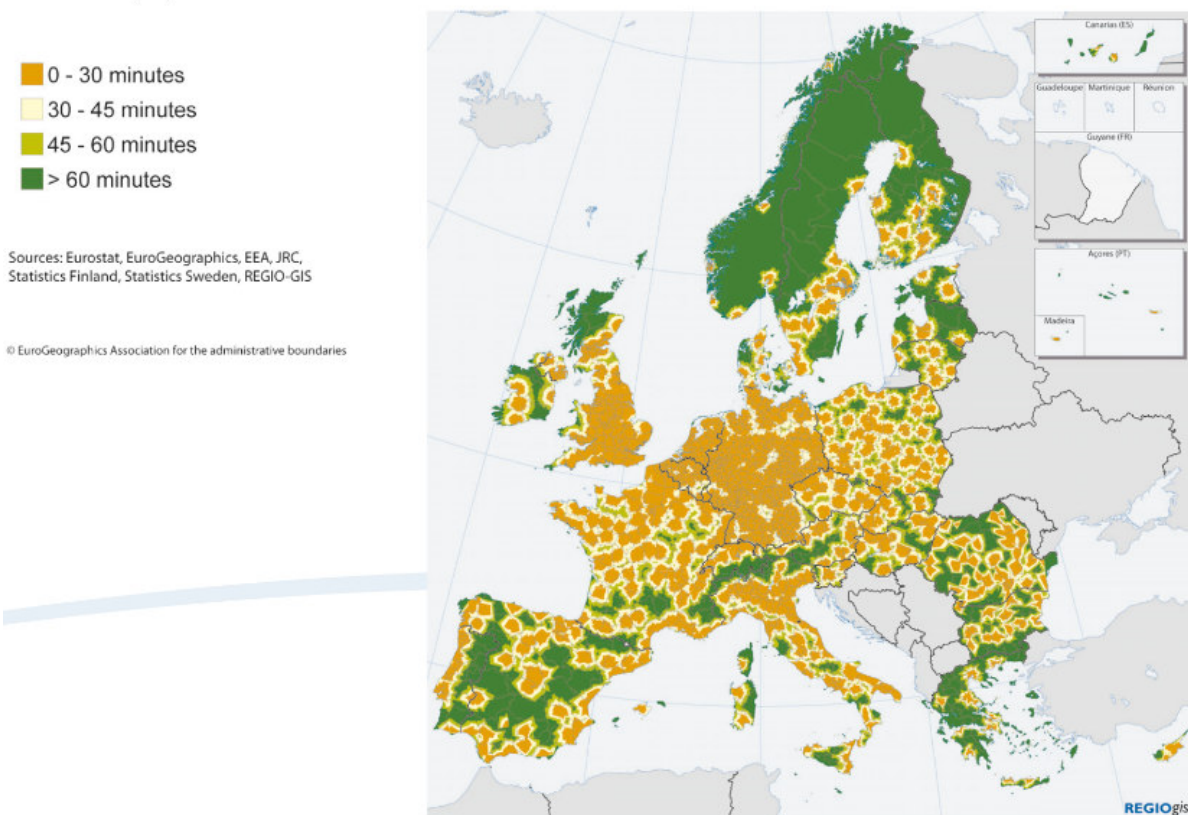 0 - 30 minutes
30 - 45 minutes
45 - 60 minutes
> 60 minutes
Sources: Eurostat, EuroGeographics, EEA, JRC,
Statistics Finland, Statistics Sweden, REGIO-GIS
© EuroGeographics Association for the administrative boundaries
Canarias (ES)
Guadeloupe Martinique Réunion
Guyane (FR)
Açores (PT)
Madeira
REGIOgis